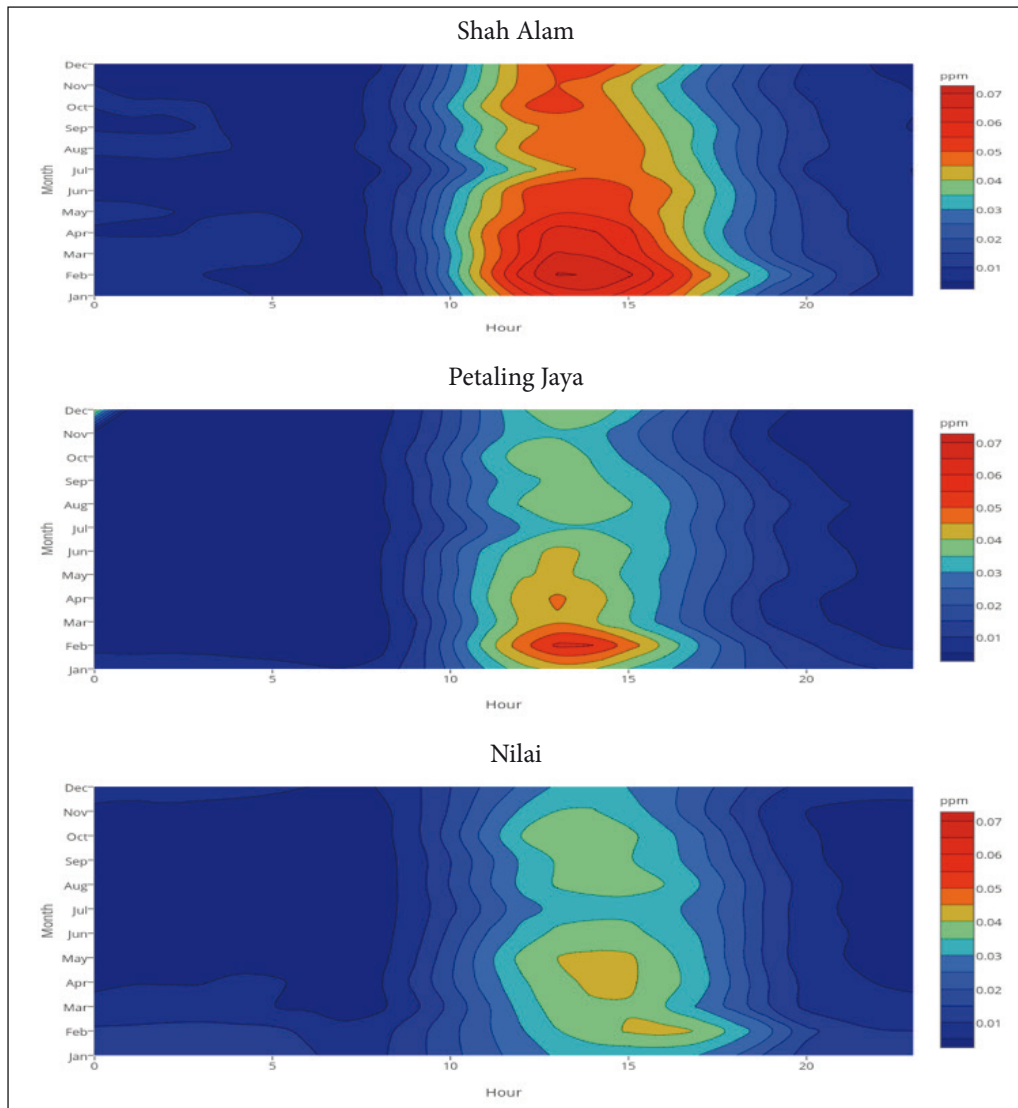 Shah Alam
Dec
Nov
Oct
Sep
Aug
Jul
Jun
May
Apr
Mar
Feb
Jan
Month
0
5
10
15
20
Hour
ppm
0.07
0.06
0.05
0.04
0.03
0.02
0.01
Petaling Jaya
Dec
Nov
Oct
Sep
Aug
Jul
Jun
May
Apr
Mar
Feb
Jan
Month
0
5
10
15
20
Hour
ppm
0.07
0.06
0.05
0.04
0.03
0.02
0.01
Nilai
Dec
Nov
Oct
Sep
Aug
Jul
Jun
May
Apr
Mar
Feb
Jan
Month
0
5
10
15
20
Hour
ppm
0.07
0.06
0.05
0.04
0.03
0.02
0.01